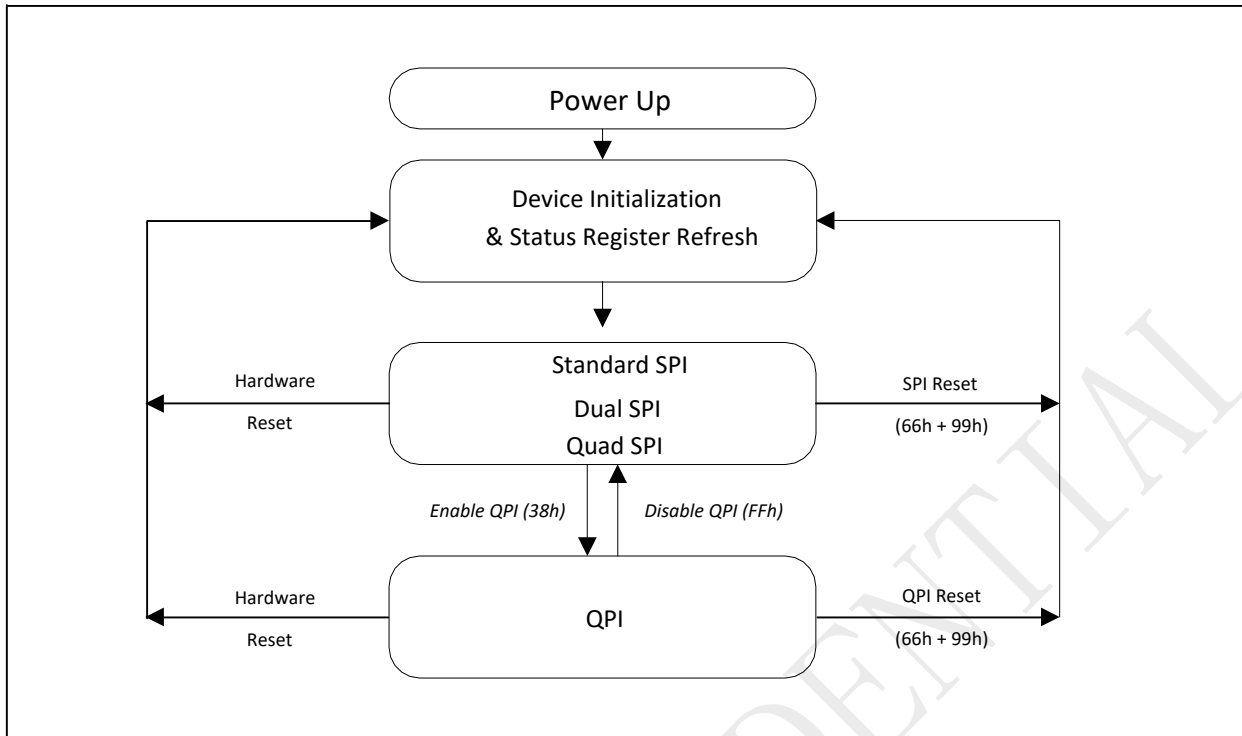 Power Up
Device Initialization
& Status Register Refresh
Standard SPI
Dual SPI
Quad SPI
Hardware
Reset
SPI Reset
(66h + 99h)
Enable QPI (38h)
Disable QPI (FFh)
QPI
Hardware
Reset
QPI Reset
(66h + 99h)
DENTIAI